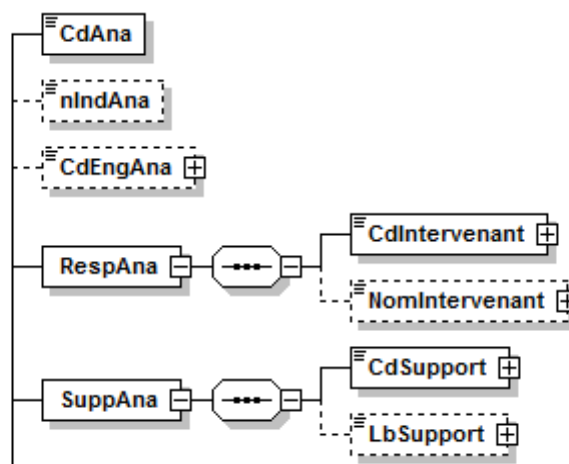 CdAna
nIndAna
CdEngAna
RespAna
CdIntervenant
NomIntervenant
SuppAna
CdSupport
LbSupport